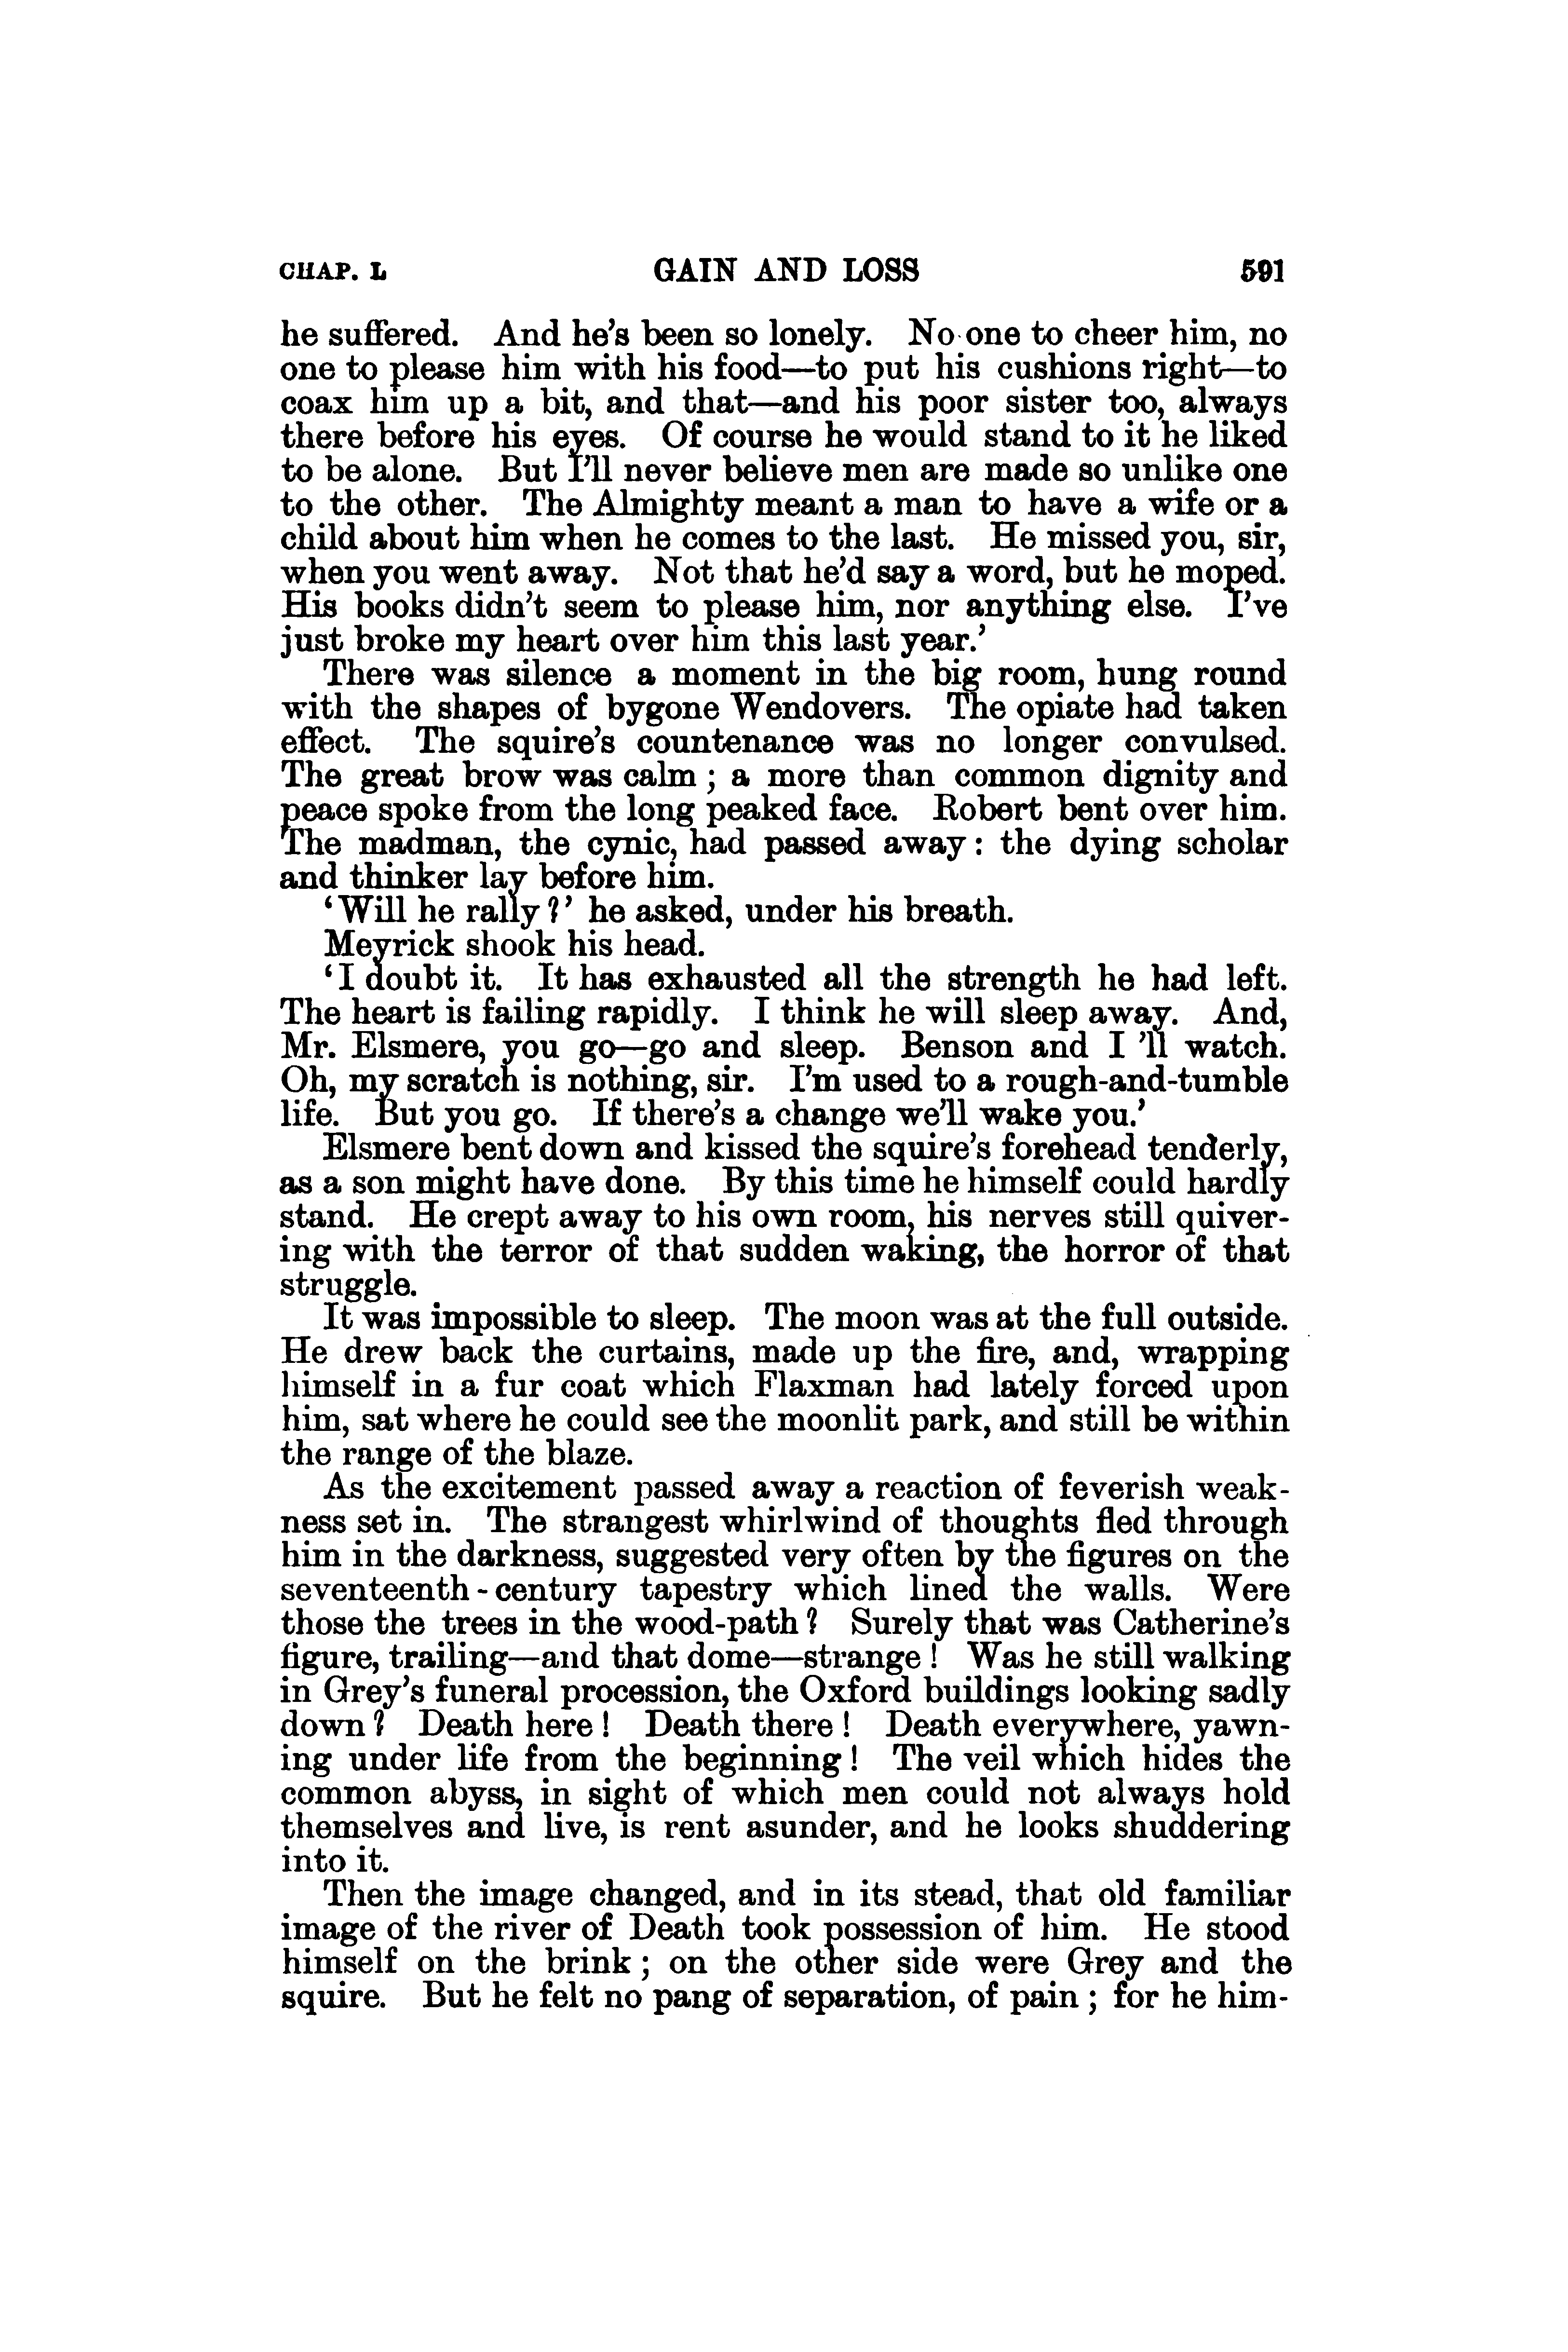 CHAP. L GAIN AND LOSS 591
he suffered. And he's been so lonely. No one to cheer him, no
one to please him with his food—to put his cushions right—to
coax him up a bit, and that—and his poor sister too, always
there before his eyes. Of course he would stand to it he liked
to be alone. But I'll never believe men are made so unlike one
to the other. The Almighty meant a man to have a wife or a
child about him when he comes to the last. He missed you, sir,
when you went away. Not that he'd say a word, but he moped.
His books didn't seem to please him, nor anything else. I've
just broke my heart over him this last year.'
There was silence a moment in the big room, hung round
with the shapes of bygone Wendovers. The opiate had taken
effect. The squire's countenance was no longer convulsed.
The great brow was calm ; a more than common dignity and
peace spoke from the long peaked face. Robert bent over him.
The madman, the cynic, had passed away : the dying scholar
and thinker lay before him.
'Will he rally?' he asked, under his breath.
Meyrick shook his head.
'I doubt it. It has exhausted all the strength he had left.
The heart is failing rapidly. I think he will sleep away. And,
Mr. Elsmere, you go—go and sleep. Benson and I 'll watch.
Oh, my scratch is nothing, sir. I'm used to a rough-and-tumble
life. But you go. If there's a change we'll wake you.'
Elsmere bent down and kissed the squire's forehead tenderly,
as a son might have done. By this time he himself could hardly
stand. He crept away to his own room, his nerves still quiver-
ing with the terror of that sudden waking, the horror of that
struggle.
It was impossible to sleep. The moon was at the full outside.
He drew back the curtains, made up the fire, and, wrapping
himself in a fur coat which Flaxman had lately forced upon
him, sat where he could see the moonlit park, and still be within
the range of the blaze.
As the excitement passed away a reaction of feverish weak-
ness set in. The strangest whirlwind of thoughts fled through
him in the darkness, suggested very often by the figures on the
seventeenth-century tapestry which lined the walls. Were
those the trees in the wood-path ? Surely that was Catherine's
figure, trailing—and that dome—strange ! Was he still walking
in Grey's funeral procession, the Oxford buildings looking sadly
down ? Death here ! Death there ! Death everywhere, yawn-
ing under life from the beginning ! The veil which hides the
common abyss, in sight of which men could not always hold
themselves and live, is rent asunder, and he looks shuddering
into it.
Then the image changed, and in its stead, that old familiar
image of the river of Death took possession of him. He stood
himself on the brink ; on the other side were Grey and the
squire. But he felt no pang of separation, of pain ; for he him-